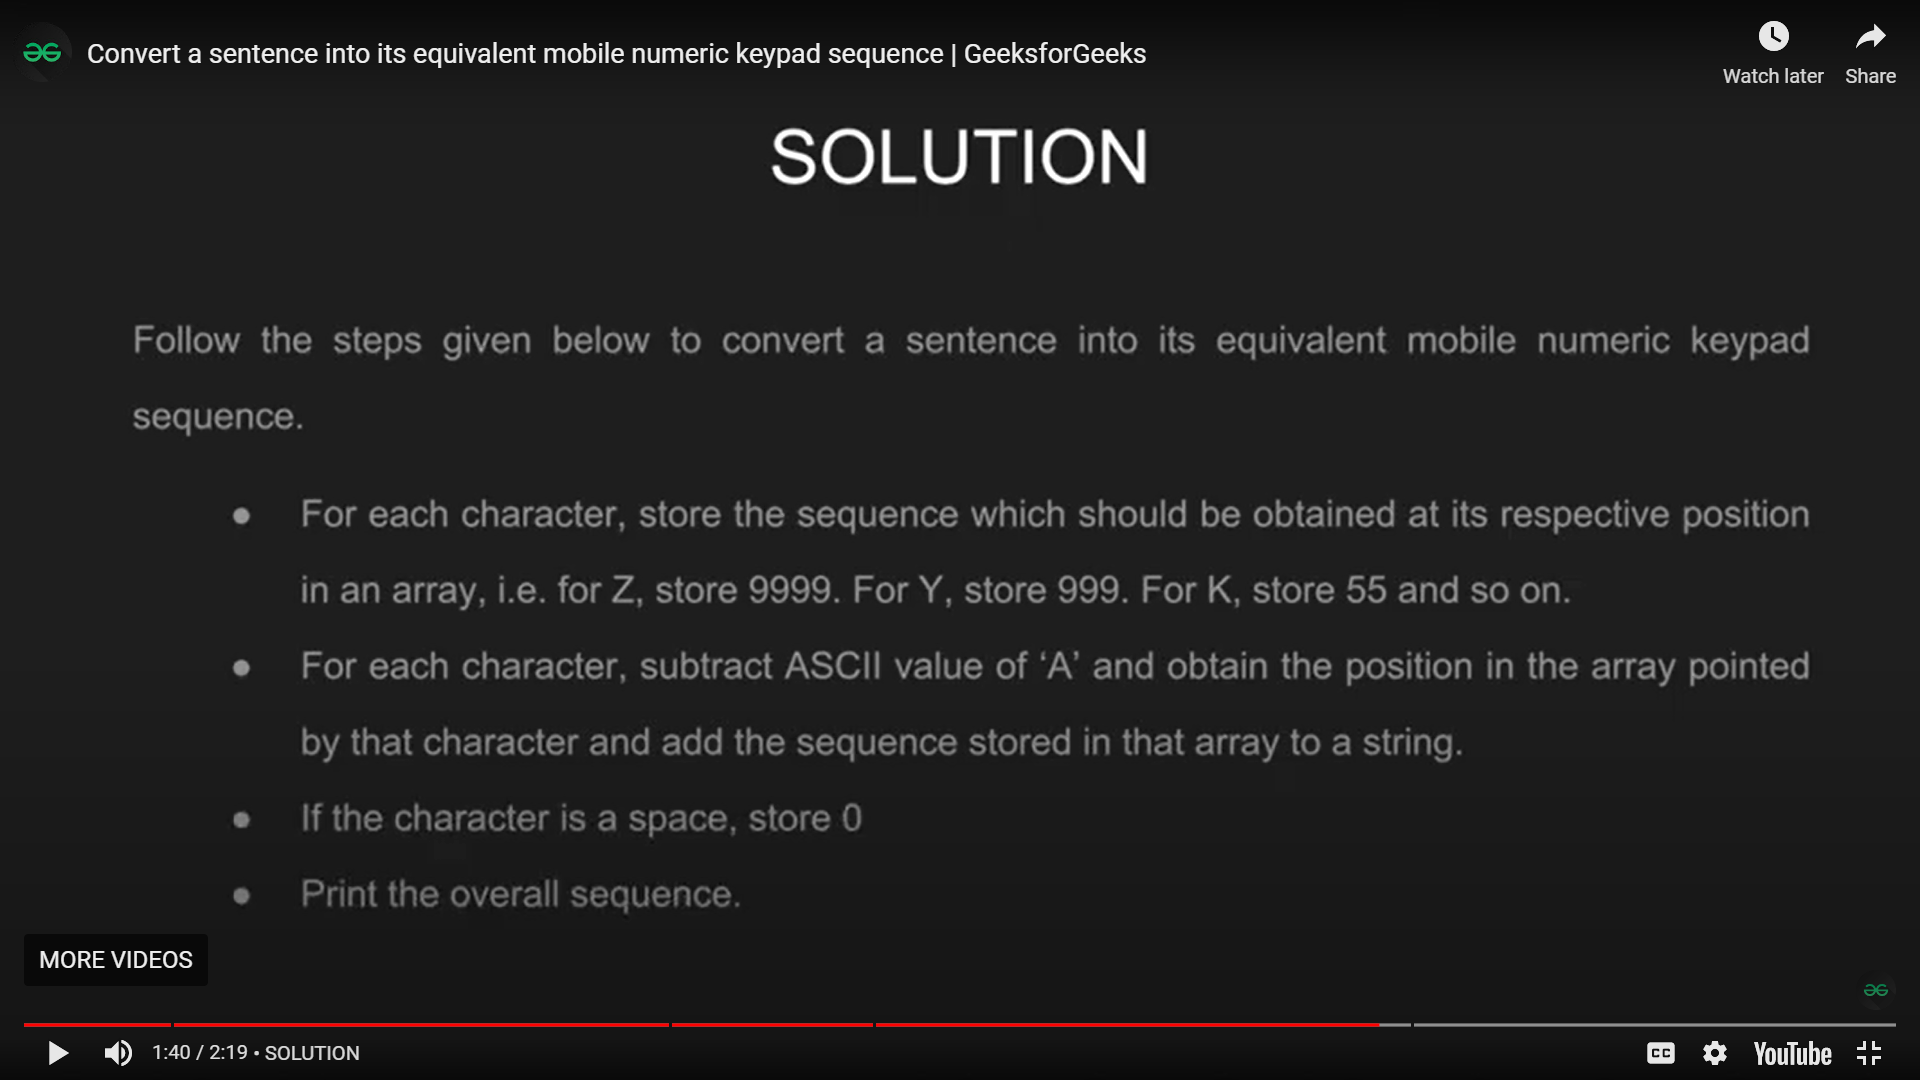 Convert a sentence into its equivalent mobile numeric keypad sequence | GeeksforGeeks
Watch later
Share
SOLUTION
Follow the steps given below to convert a sentence into its equivalent mobile numeric keypad
sequence.
● For each character, store the sequence which should be obtained at its respective position
in an array, i.e. for Z, store 9999. For Y, store 999. For K, store 55 and so on.
● For each character, subtract ASCII value of ‘A’ and obtain the position in the array pointed
by that character and add the sequence stored in that array to a string.
● If the character is a space, store 0
● Print the overall sequence.
MORE VIDEOS
1:40 / 2:19 • SOLUTION
CC
YouTube